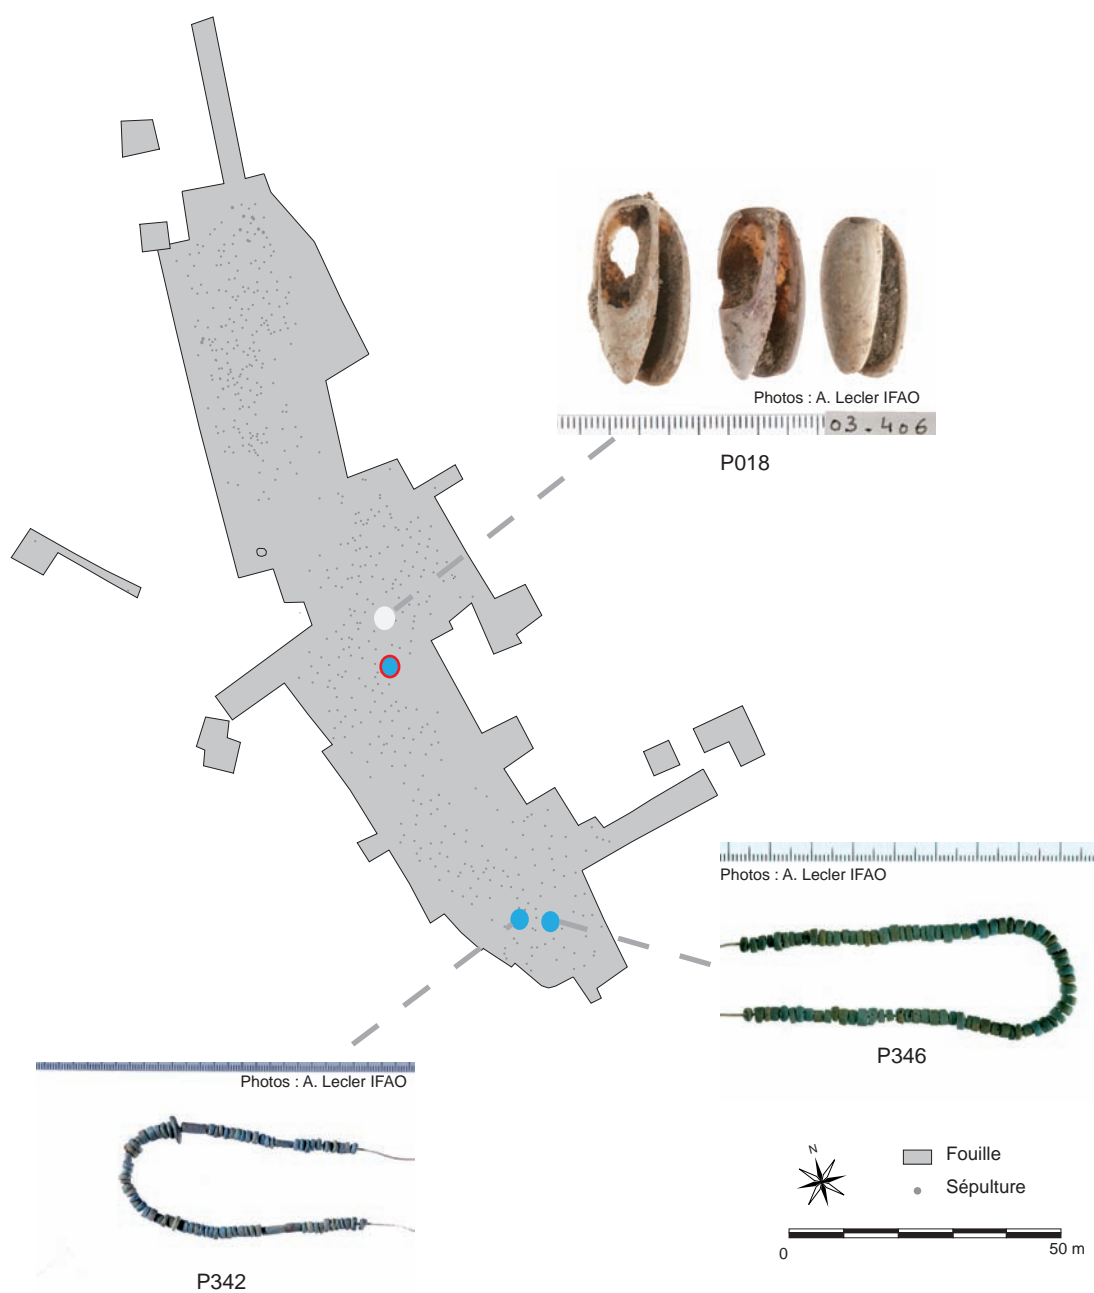 Photos : A. Lecler IFAO
03.406
P018
Photos : A. Lecler IFAO
P346
Photos : A. Lecler IFAO
P342
N
Fouille
Sépulture
0
50 m